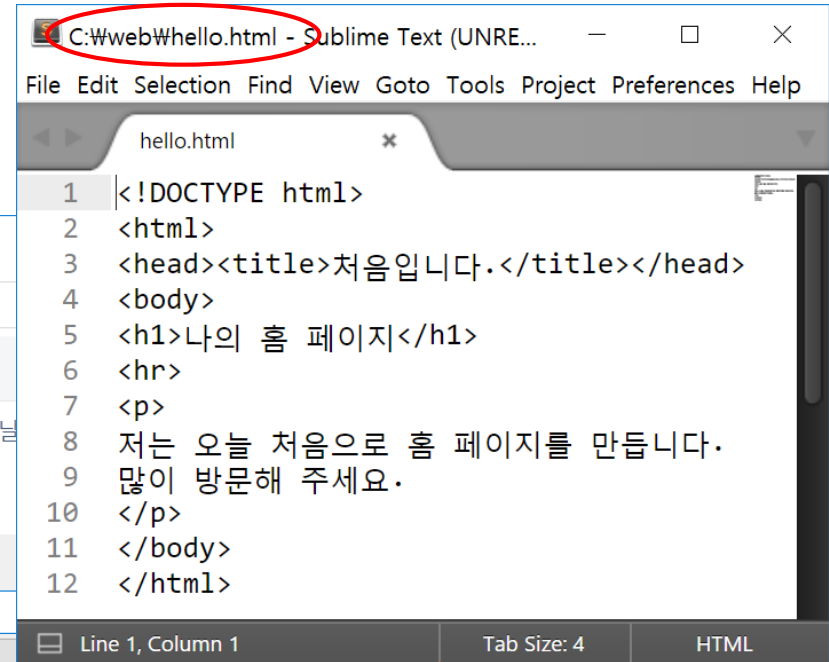 C:₩web₩hello.html - Sublime Text (UNRE...
File Edit Selection Find View Goto Tools Project Preferences Help
hello.html
1 <!DOCTYPE html>
2 <html>
3 <head><title>처음입니다.</title></head>
4 <body>
5 <h1>나의 홈 페이지</h1>
6 <hr>
7 <p>
8 저는 오늘 처음으로 홈 페이지를 만듭니다.
9 많이 방문해 주세요.
10 </p>
11 </body>
12 </html>
Line 1, Column 1 Tab Size: 4 HTML